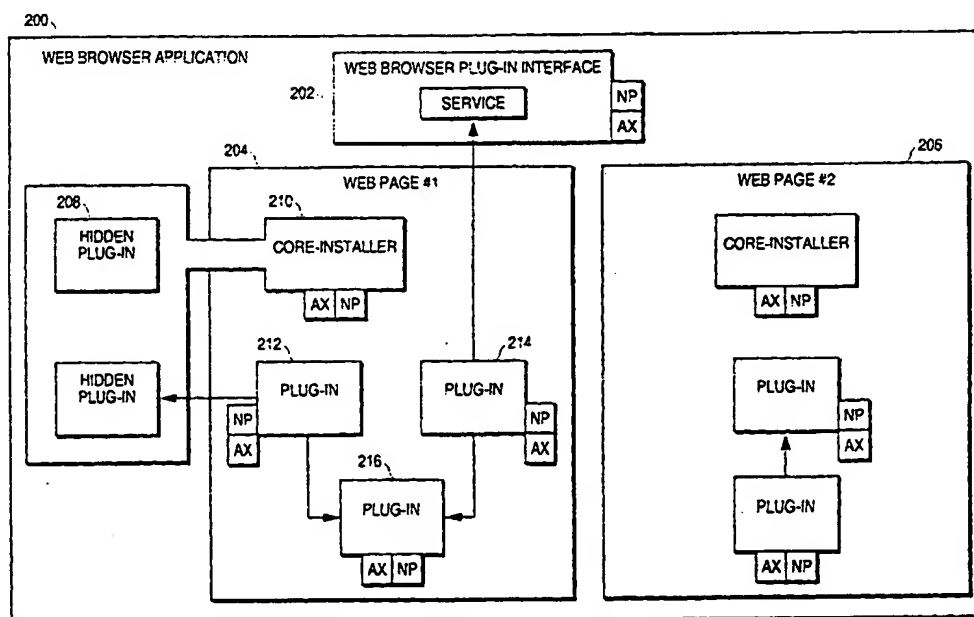 200
WEB BROWSER APPLICATION
WEB BROWSER PLUG-IN INTERFACE
202
SERVICE
NP
AX
204
WEB PAGE #1
206
WEB PAGE #2
208
HIDDEN
PLUG-IN
210
CORE-INSTALLER
AX NP
CORE-INSTALLER
AX NP
HIDDEN
PLUG-IN
212
PLUG-IN
NP
AX
214
PLUG-IN
NP
AX
PLUG-IN
NP
AX
216
PLUG-IN
AX NP
PLUG-IN
AX NP